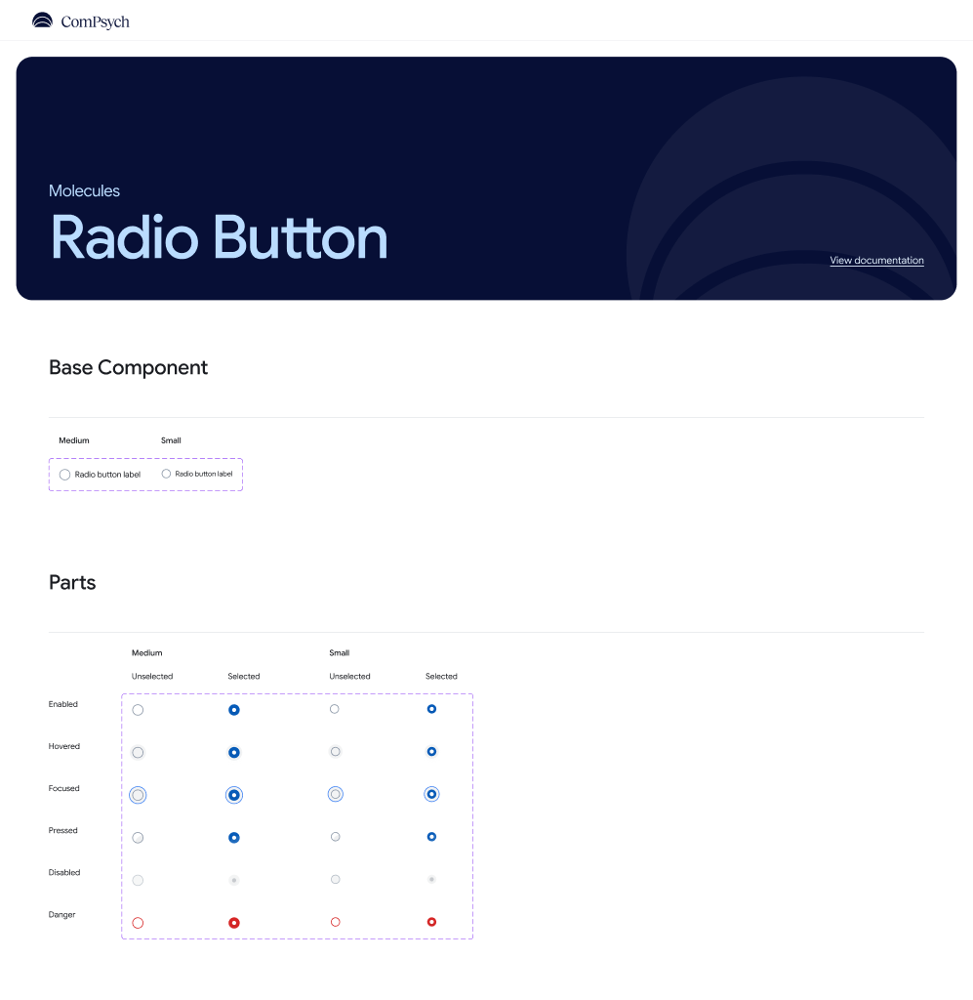 ComPsych
Molecules
Radio Button
View documentation
Base Component
Medium Small
Radio button label Radio button label
Parts
Medium Small
Unselected Selected Unselected Selected
Enabled
Hovered
Focused
Pressed
Disabled
Danger